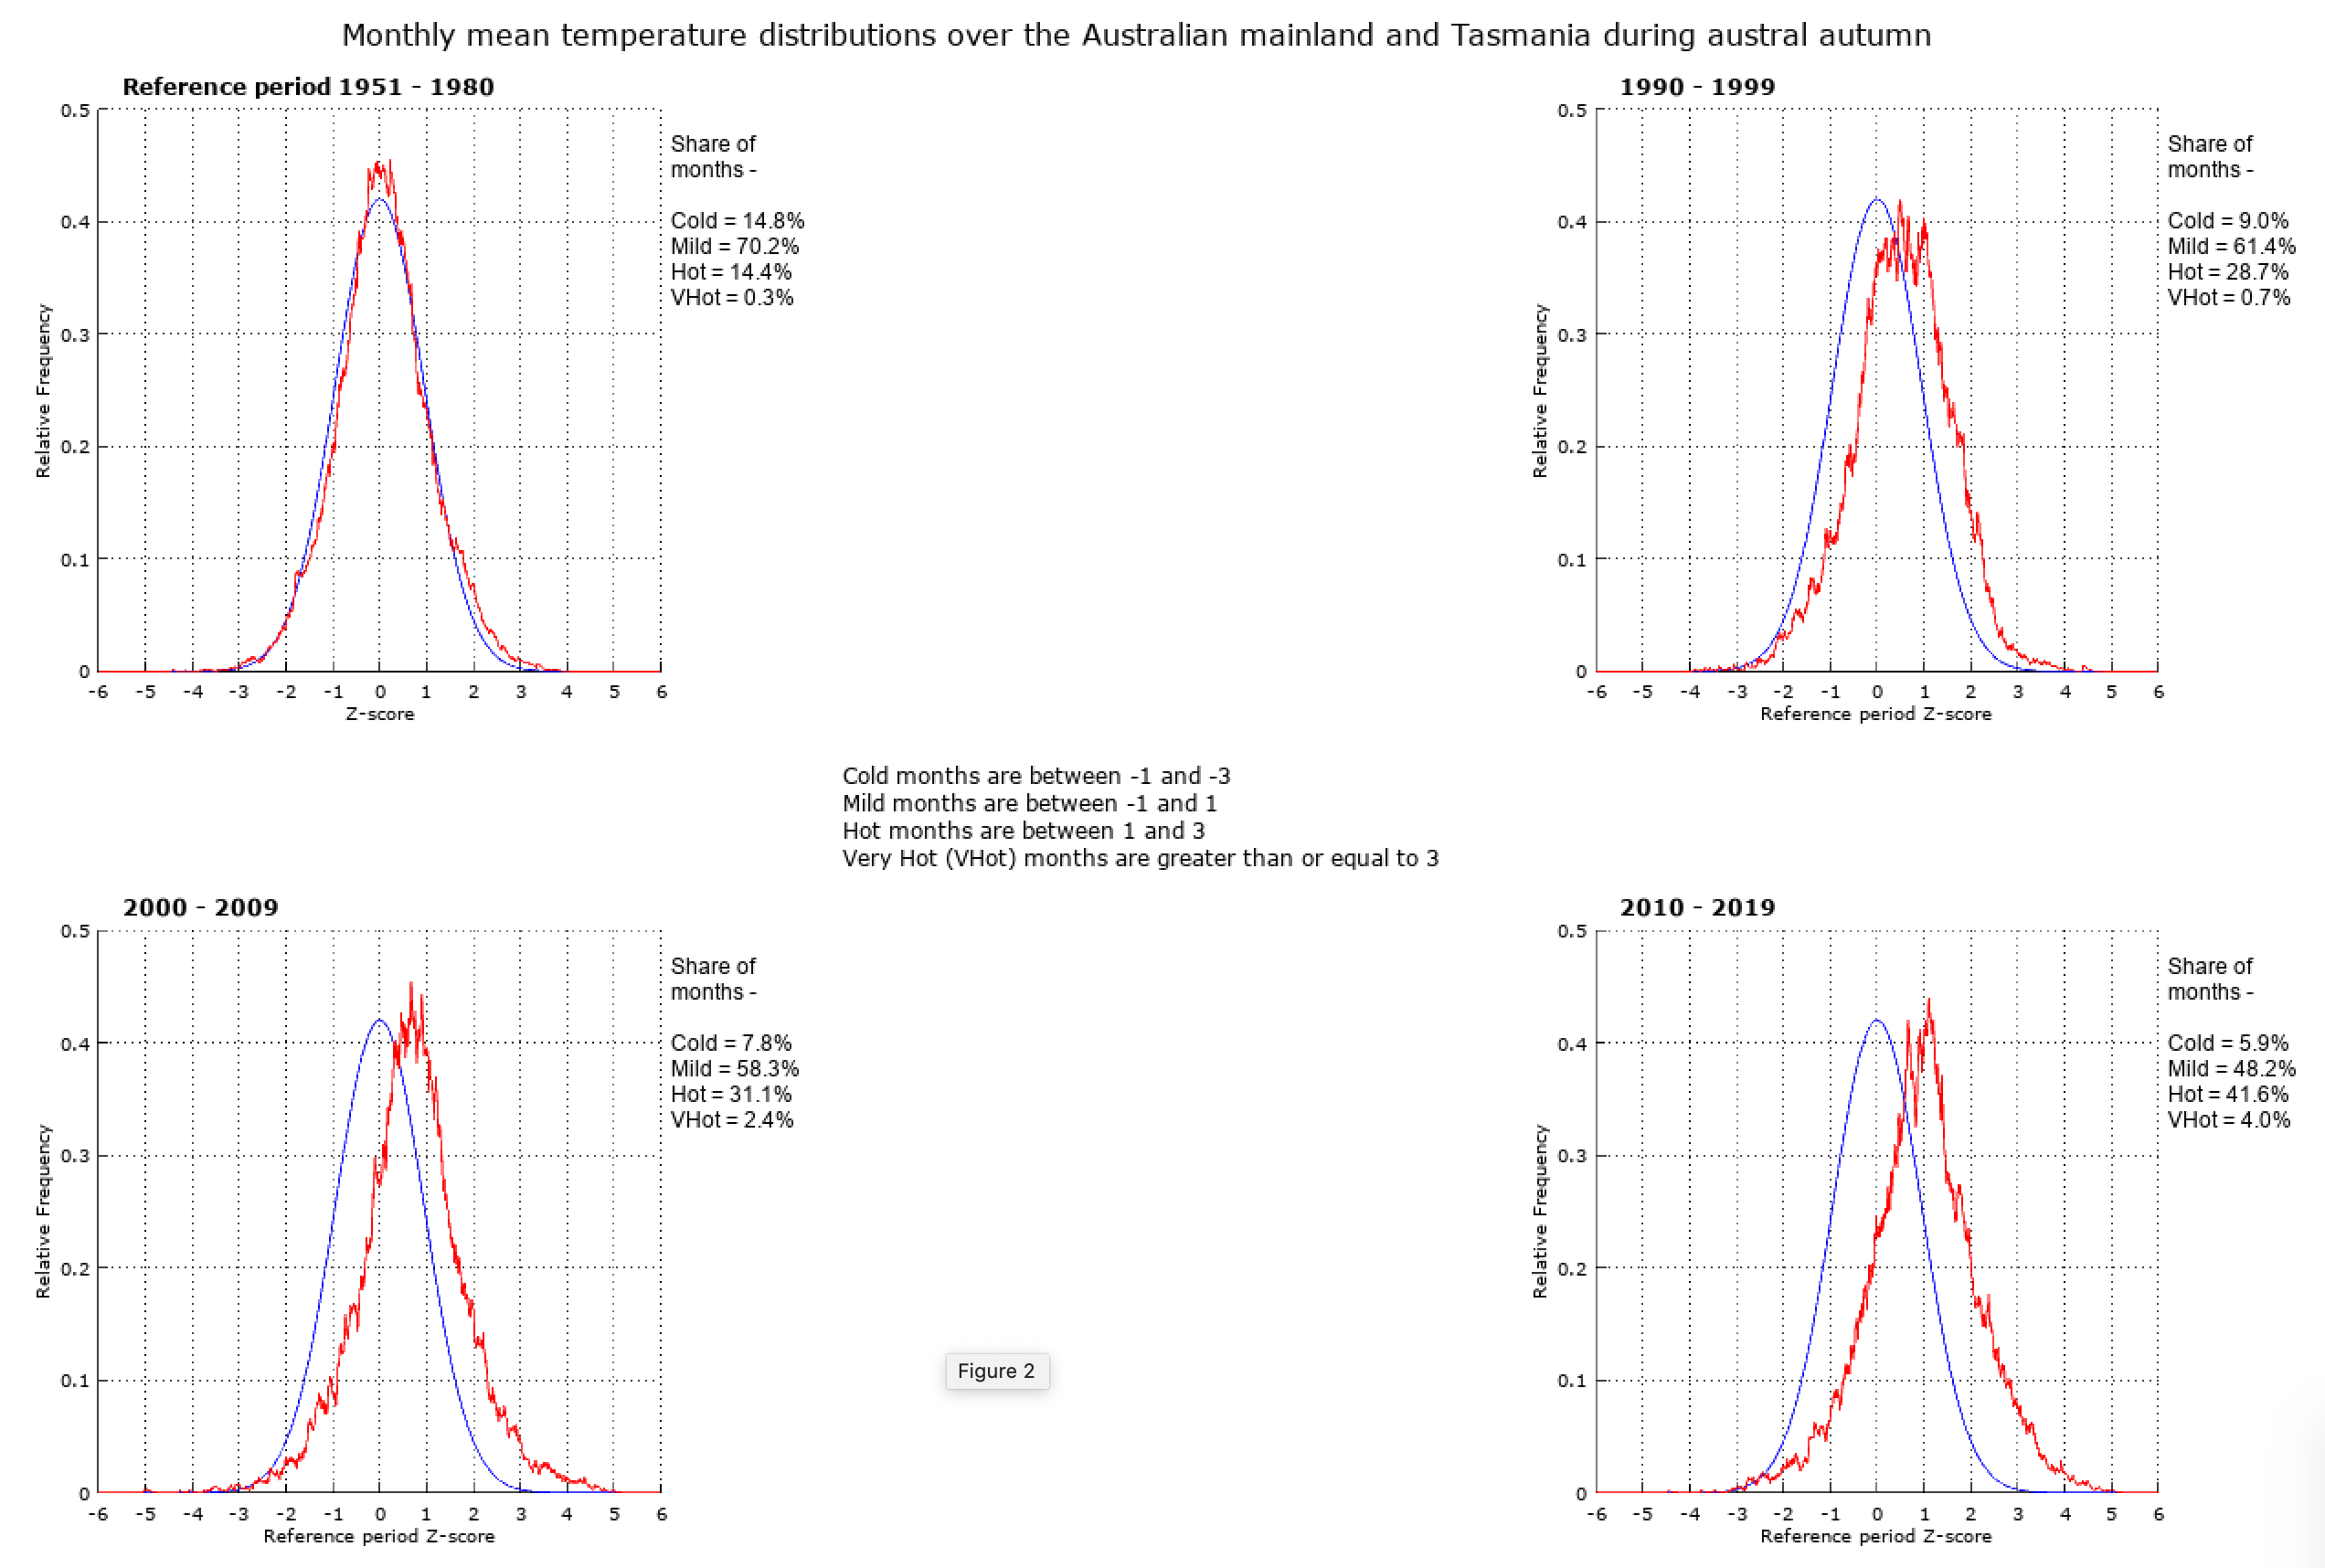 Monthly mean temperature distributions over the Australian mainland and Tasmania during austral autumn
Reference period 1951 - 1980
0.5
0.4
0.3
0.2
0.1
0
Relative Frequency
-6 -5 -4 -3 -2 -1 0 1 2 3 4 5 6
Z-score
Share of
months -
Cold = 14.8%
Mild = 70.2%
Hot = 14.4%
VHot = 0.3%
1990 - 1999
0.5
0.4
0.3
0.2
0.1
0
Relative Frequency
-6 -5 -4 -3 -2 -1 0 1 2 3 4 5 6
Reference period Z-score
Share of
months -
Cold = 9.0%
Mild = 61.4%
Hot = 28.7%
VHot = 0.7%
Cold months are between -1 and -3
Mild months are between -1 and 1
Hot months are between 1 and 3
Very Hot (VHot) months are greater than or equal to 3
2000 - 2009
0.5
0.4
0.3
0.2
0.1
0
Relative Frequency
-6 -5 -4 -3 -2 -1 0 1 2 3 4 5 6
Reference period Z-score
Share of
months -
Cold = 7.8%
Mild = 58.3%
Hot = 31.1%
VHot = 2.4%
Figure 2
2010 - 2019
0.5
0.4
0.3
0.2
0.1
0
Relative Frequency
-6 -5 -4 -3 -2 -1 0 1 2 3 4 5 6
Reference period Z-score
Share of
months -
Cold = 5.9%
Mild = 48.2%
Hot = 41.6%
VHot = 4.0%